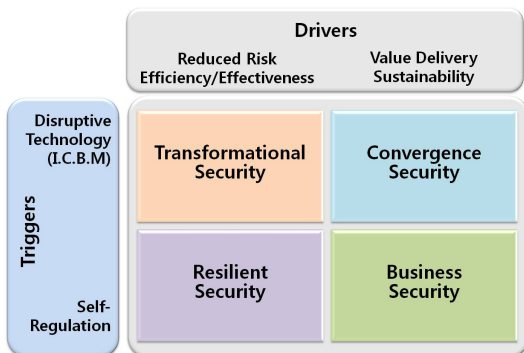 Drivers
Reduced Risk
Efficiency/Effectiveness
Value Delivery
Sustainability
Triggers
Disruptive
Technology
(I.C.B.M)
Self-
Regulation
Transformational
Security
Convergence
Security
Resilient
Security
Business
Security